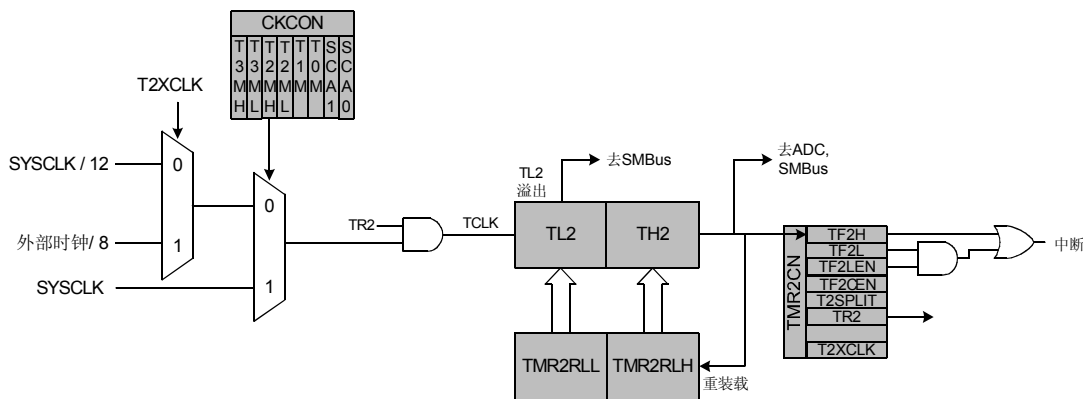 CKCON
T3MH
T3ML
T2MH
T2ML
T1M
T0M
SCA1
SCA0
T2XCLK
SYSCLK / 12
0
外部时钟/ 8
1
SYSCLK
0
1
TR2
TCLK
TL2
溢出
去SMBus
去ADC,
SMBus
TL2
TH2
TMR2RLL
TMR2RLH
重装载
TMR2CN
TF2H
TF2L
TF2LEN
TF2CEN
T2SPLIT
TR2
T2XCLK
中断